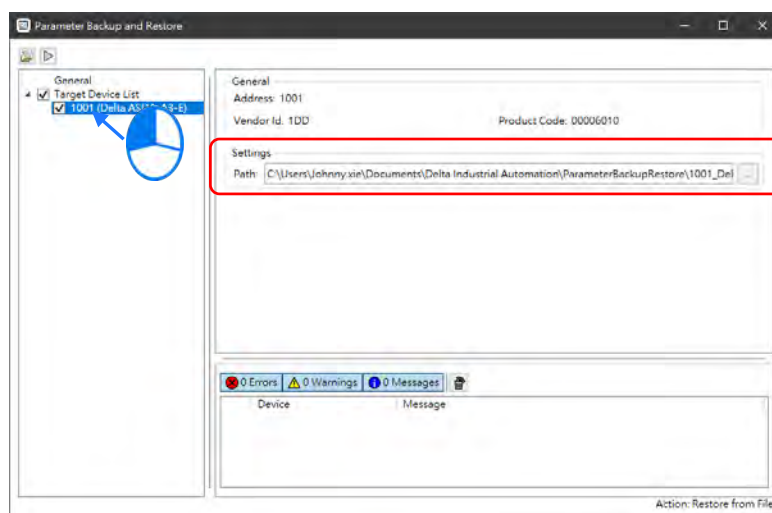 Parameter Backup and Restore
General
Target Device List
1001 (Delta A3-E)
General
Address: 1001
Vendor Id: 1DD Product Code: 00006010
Settings
Path: C:\Users\Johnny.xie\Documents\Delta Industrial Automation\ParameterBackupRestore\1001_Del ...
0 Errors 0 Warnings 0 Messages
Device Message
Action: Restore from File